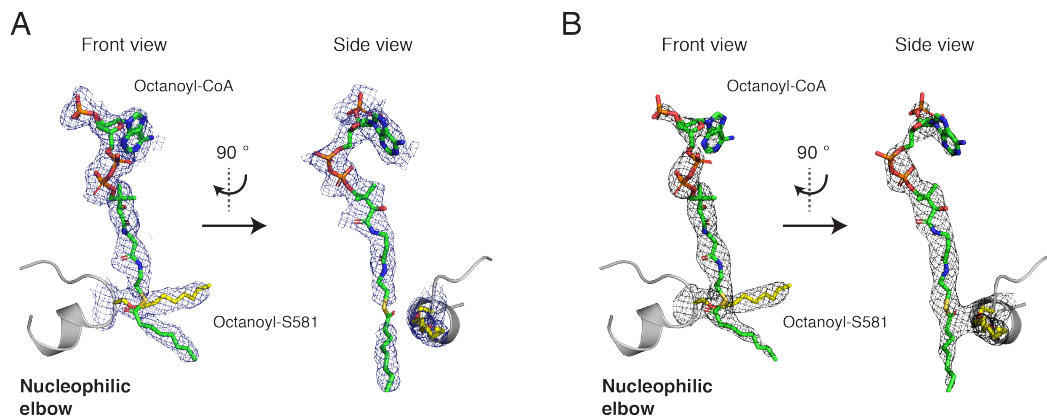 A
Front view
Side view
Octanoyl-CoA
90 °
Octanoyl-S581
Nucleophilic
elbow
B
Front view
Side view
Octanoyl-CoA
90 °
Octanoyl-S581
Nucleophilic
elbow